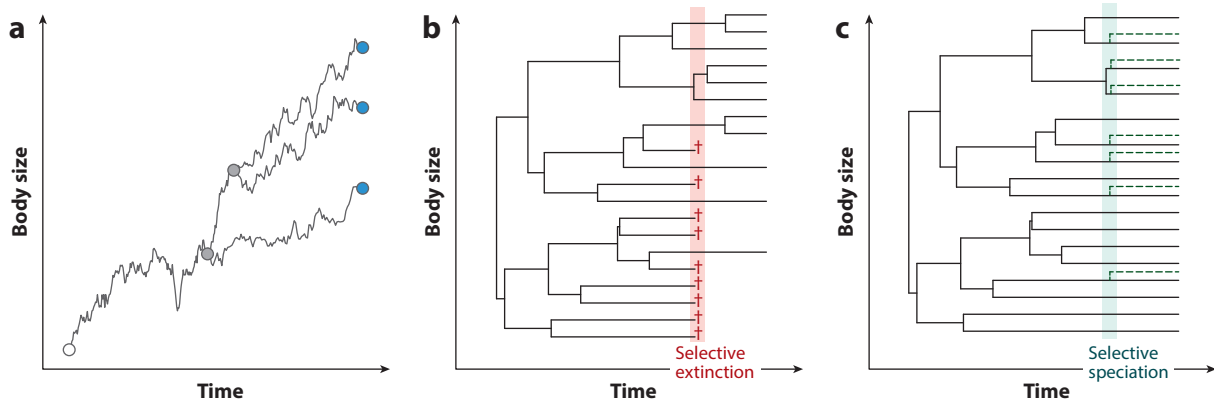 a
Body size
Time
b
Body size
Selective
extinction
Time
c
Body size
Selective
speciation
Time